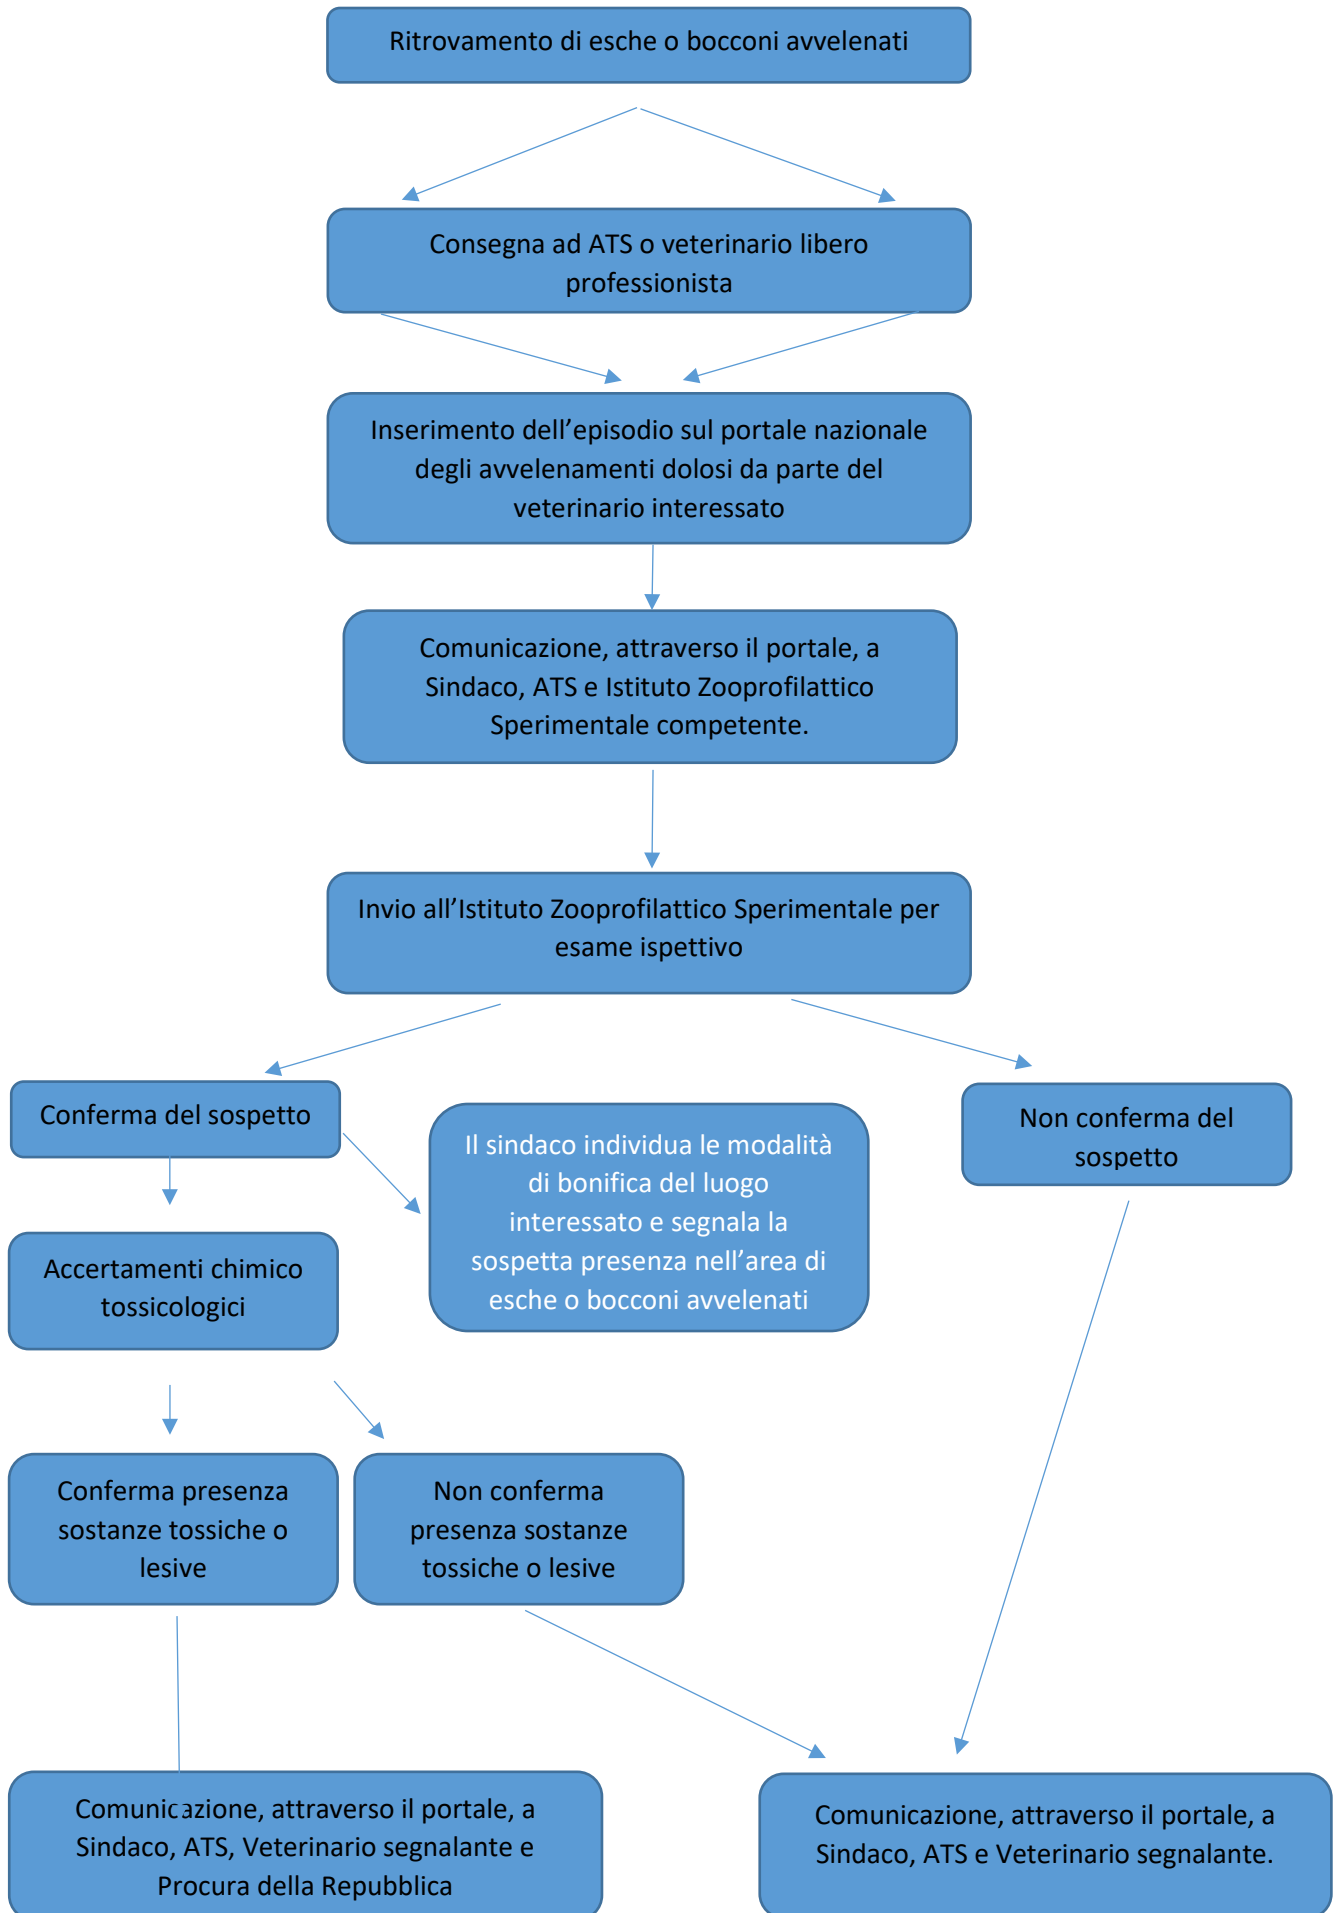 Ritrovamento di esche o bocconi avvelenati
Consegna ad ATS o veterinario libero
professionista
Inserimento dell’episodio sul portale nazionale
degli avvelenamenti dolosi da parte del
veterinario interessato
Comunicazione, attraverso il portale, a
Sindaco, ATS e Istituto Zooprofilattico
Sperimentale competente.
Invio all’Istituto Zooprofilattico Sperimentale per
esame ispettivo
Conferma del sospetto
Il sindaco individua le modalità
di bonifica del luogo
interessato e segnala la
sospetta presenza nell’area di
esche o bocconi avvelenati
Non conferma del
sospetto
Accertamenti chimico
tossicologici
Conferma presenza
sostanze tossiche o
lesive
Non conferma
presenza sostanze
tossiche o lesive
Comunicazione, attraverso il portale, a
Sindaco, ATS, Veterinario segnalante e
Procura della Repubblica
Comunicazione, attraverso il portale, a
Sindaco, ATS e Veterinario segnalante.